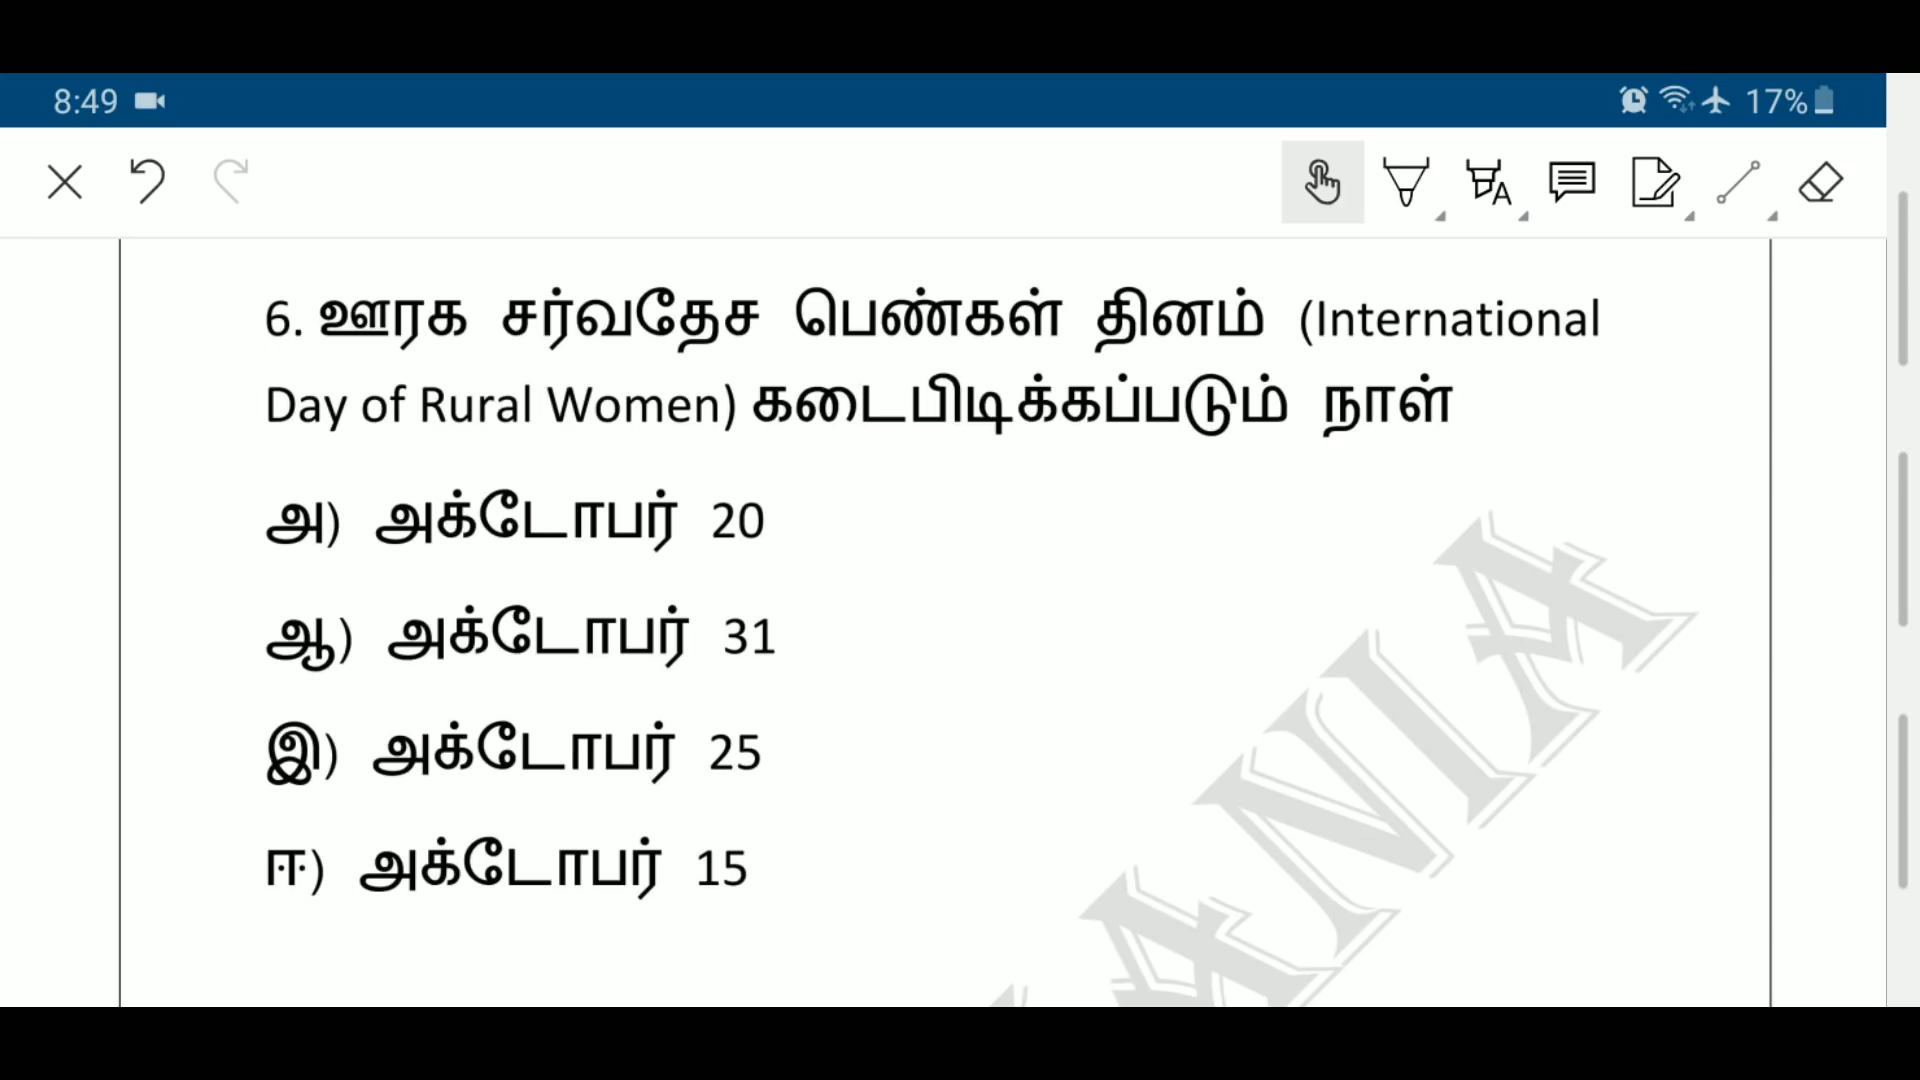 8:49 17%
6. ஊரக சர்வதேச பெண்கள் தினம் (International
Day of Rural Women) கடைபிடிக்கப்படும் நாள்
அ) அக்டோபர் 20
ஆ) அக்டோபர் 31
இ) அக்டோபர் 25
ஈ) அக்டோபர் 15
ANIA